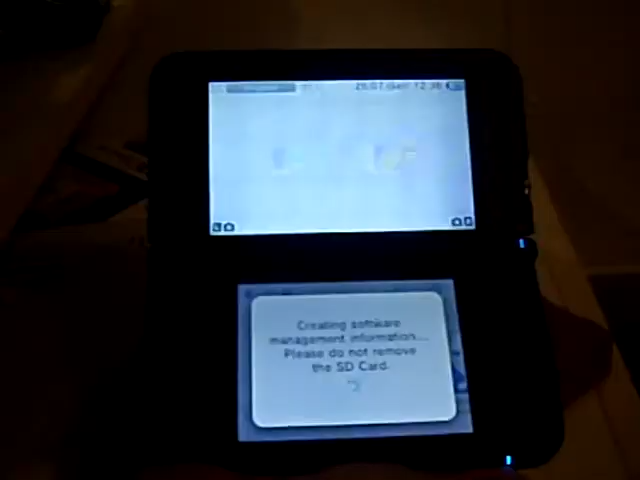 Creating software
management information...
Please do not remove
the SD Card.